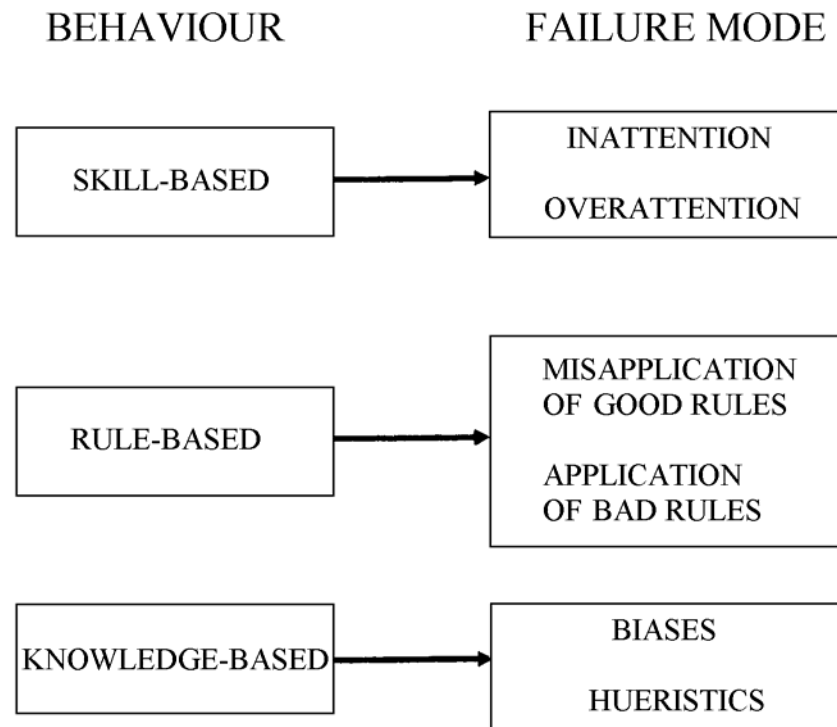 BEHAVIOUR
FAILURE MODE
SKILL-BASED
INATTENTION
OVERATTENTION
RULE-BASED
MISAPPLICATION
OF GOOD RULES
APPLICATION
OF BAD RULES
KNOWLEDGE-BASED
BIASES
HUERISTICS